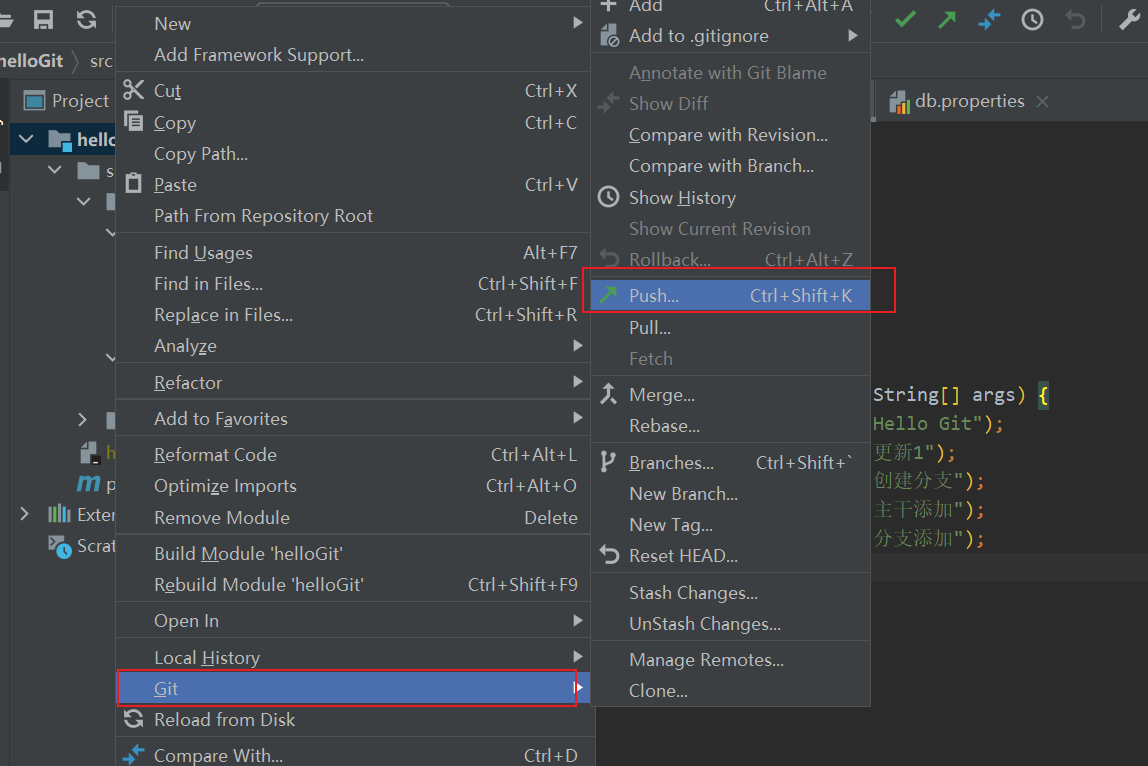 helloGit
src
Project
hello
s
h
p
Exter
Scrat
New
Add Framework Support...
Cut Ctrl+X
Copy Ctrl+C
Copy Path...
Paste Ctrl+V
Path From Repository Root
Find Usages Alt+F7
Find in Files... Ctrl+Shift+F
Replace in Files... Ctrl+Shift+R
Analyze
Refactor
Add to Favorites
Reformat Code Ctrl+Alt+L
Optimize Imports Ctrl+Alt+O
Remove Module Delete
Build Module 'helloGit'
Rebuild Module 'helloGit' Ctrl+Shift+F9
Open In
Local History
Git
Reload from Disk
Compare With... Ctrl+D
Add Ctrl+Alt+A
Add to .gitignore
Annotate with Git Blame
Show Diff
Compare with Revision...
Compare with Branch...
Show History
Show Current Revision
Rollback... Ctrl+Alt+Z
Push... Ctrl+Shift+K
Pull...
Fetch
Merge...
Rebase...
Branches... Ctrl+Shift+`
New Branch...
New Tag...
Reset HEAD...
Stash Changes...
UnStash Changes...
Manage Remotes...
Clone...
db.properties
String[] args) {
Hello Git");
更新1");
创建分支");
主干添加");
分支添加");